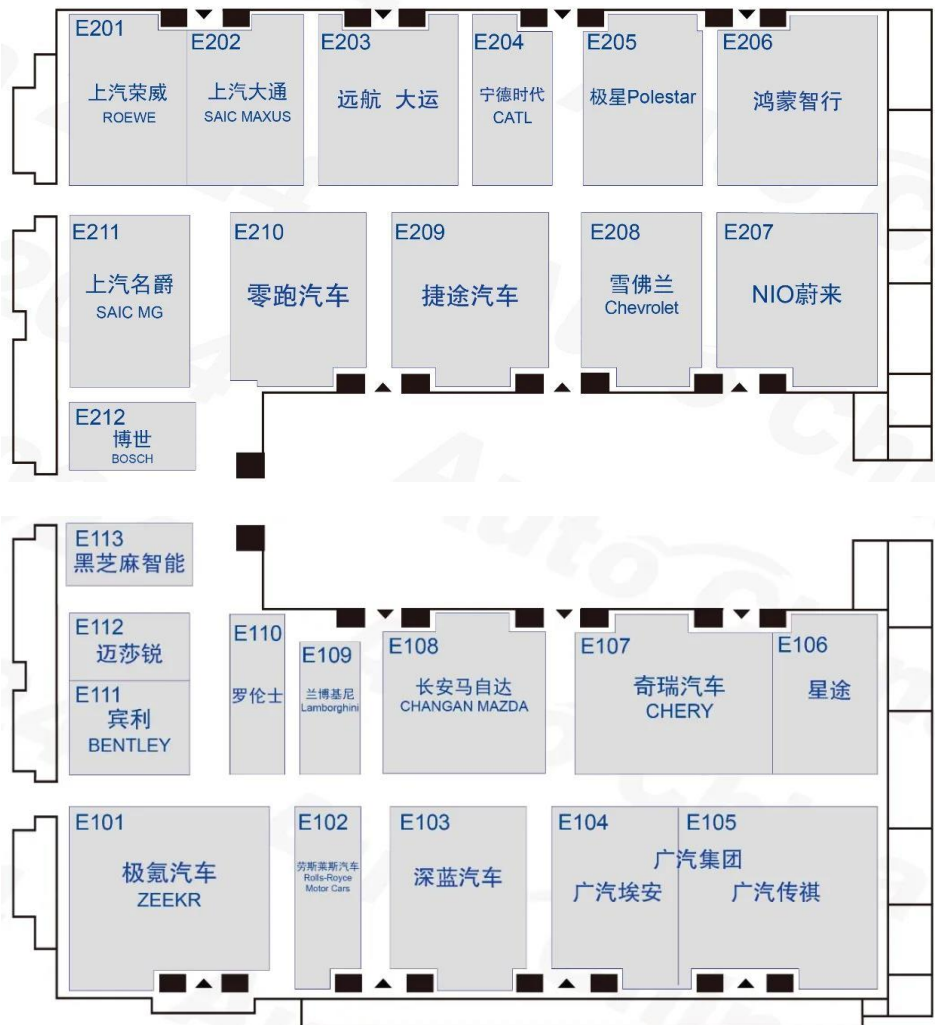 E201
上汽荣威
ROEWE
E202
上汽大通
SAIC MAXUS
E203
远航 大运
E204
宁德时代
CATL
E205
极星Polestar
E206
鸿蒙智行
E211
上汽名爵
SAIC MG
E210
零跑汽车
E209
捷途汽车
E208
雪佛兰
Chevrolet
E207
NIO蔚来
E212
博世
BOSCH
E113
黑芝麻智能
E112
迈莎锐
E111
宾利
BENTLEY
E110
罗伦士
E109
兰博基尼
Lamborghini
E108
长安马自达
CHANGAN MAZDA
E107
奇瑞汽车
CHERY
E106
星途
E101
极氪汽车
ZEEKR
E102
劳斯莱斯汽车
Rolls-Royce
Motor Cars
E103
深蓝汽车
E104
E105
广汽集团
广汽埃安
广汽传祺